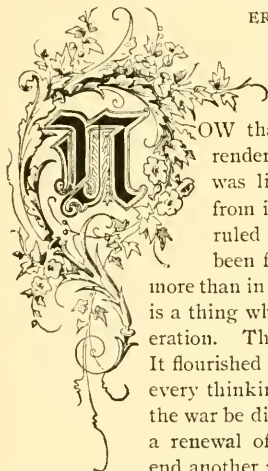 ER
NOW tha
render
was li
from i
ruled
been f
more than in
is a thing wh
eration. Th
It flourished
every thinkin
the war be di
a renewal of
end another